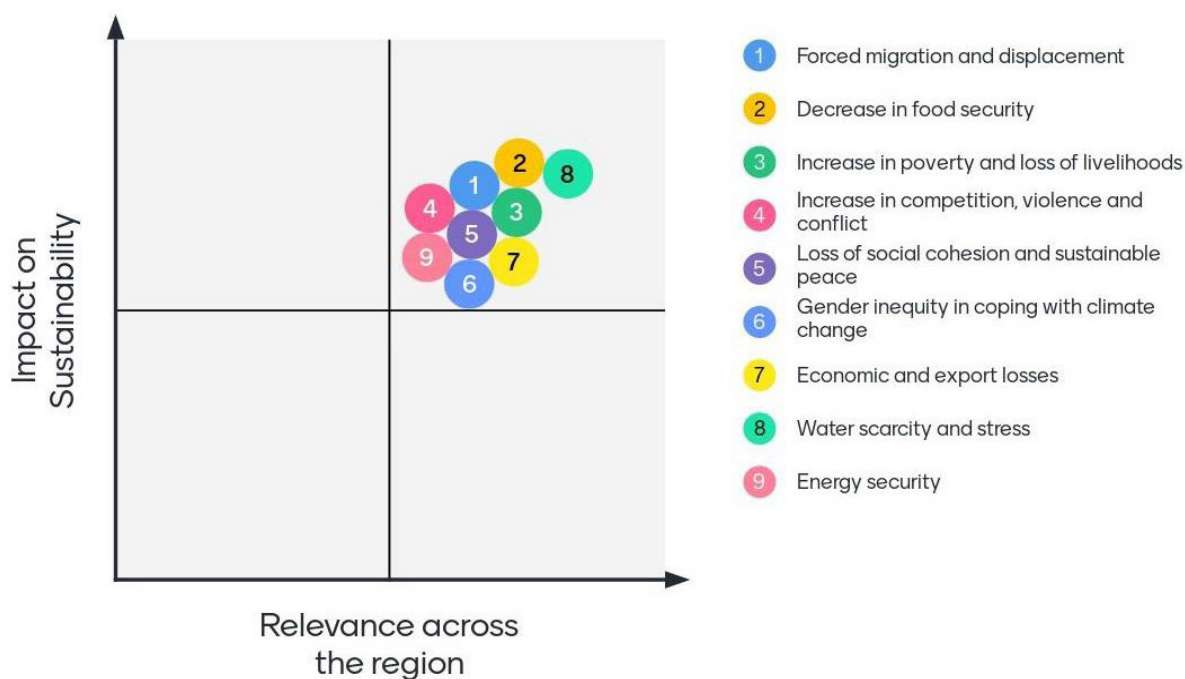 Impact on
Sustainability
2
8
1
4
3
5
9
7
6
Relevance across
the region
1 Forced migration and displacement
2 Decrease in food security
3 Increase in poverty and loss of livelihoods
4 Increase in competition, violence and
conflict
5 Loss of social cohesion and sustainable
peace
6 Gender inequity in coping with climate
change
7 Economic and export losses
8 Water scarcity and stress
9 Energy security